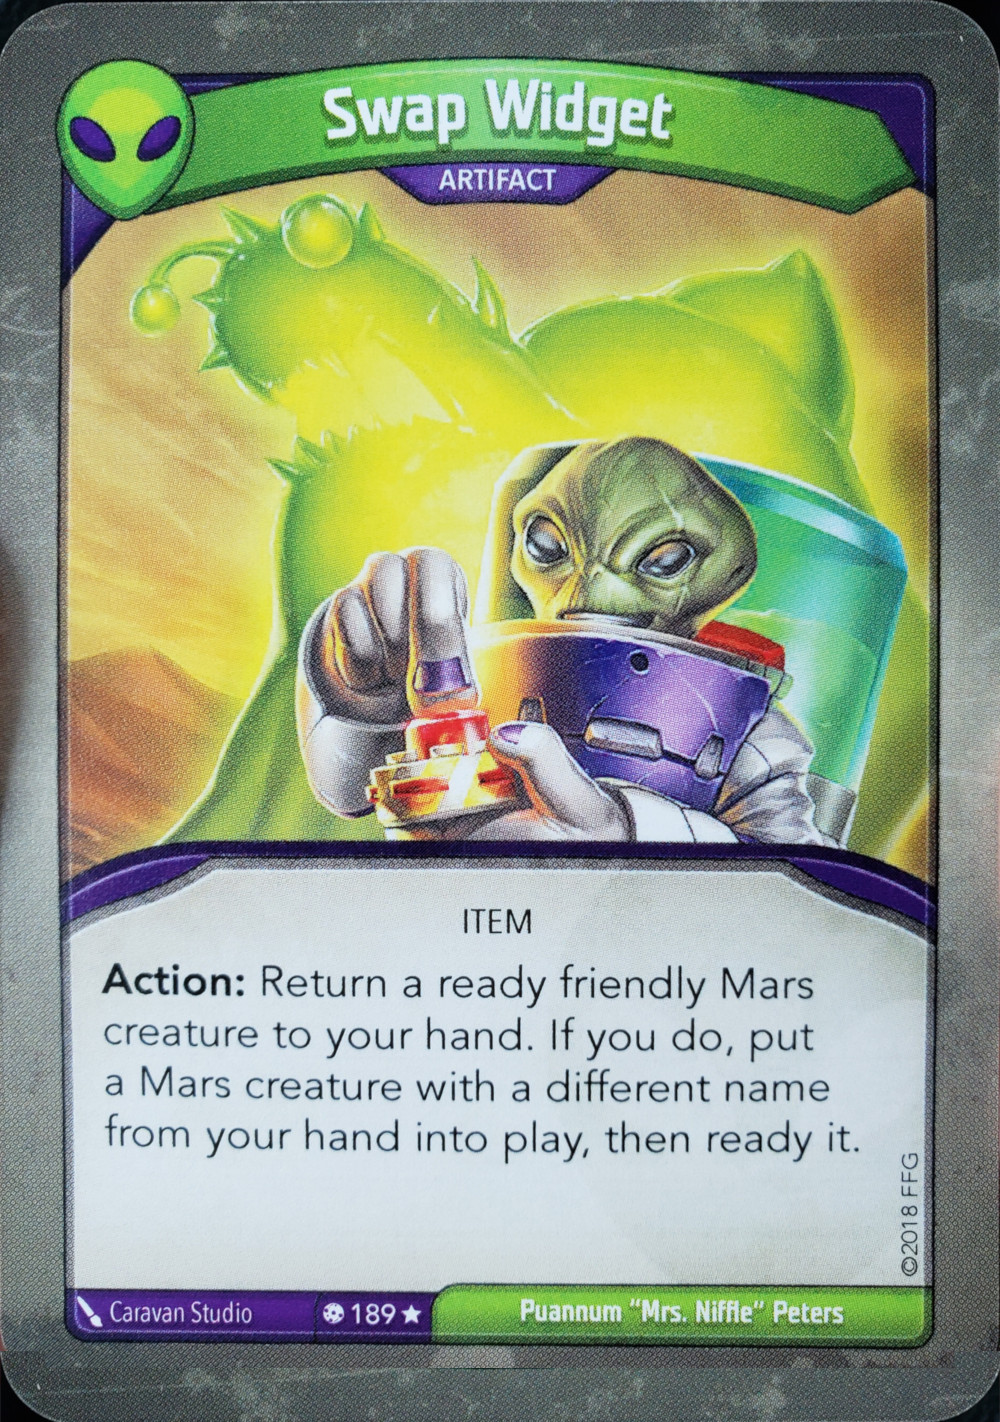 Swap Widget
ARTIFACT
ITEM
Action: Return a ready friendly Mars
creature to your hand. If you do, put
a Mars creature with a different name
from your hand into play, then ready it.
©2018 FFG
Caravan Studio
189
Puannum "Mrs. Niffle" Peters